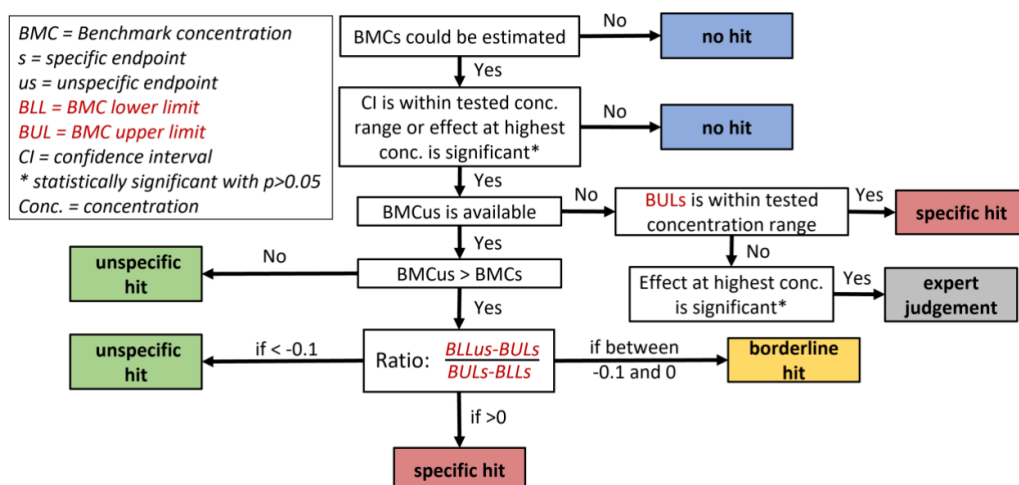 BMC = Benchmark concentration
s = specific endpoint
us = unspecific endpoint
BLL = BMC lower limit
BUL = BMC upper limit
CI = confidence interval
* statistically significant with p>0.05
Conc. = concentration
BMCs could be estimated
No
no hit
Yes
CI is within tested conc.
range or effect at highest
conc. is significant*
No
no hit
Yes
BMCus is available
No
BULs is within tested
concentration range
Yes
specific hit
Yes
No
unspecific
hit
No
BMCus > BMCs
Effect at highest conc.
is significant*
Yes
expert
judgement
Yes
unspecific
hit
if < -0.1
Ratio: BLLus-BULs
BULs-BLLs
if between
-0.1 and 0
borderline
hit
if >0
specific hit